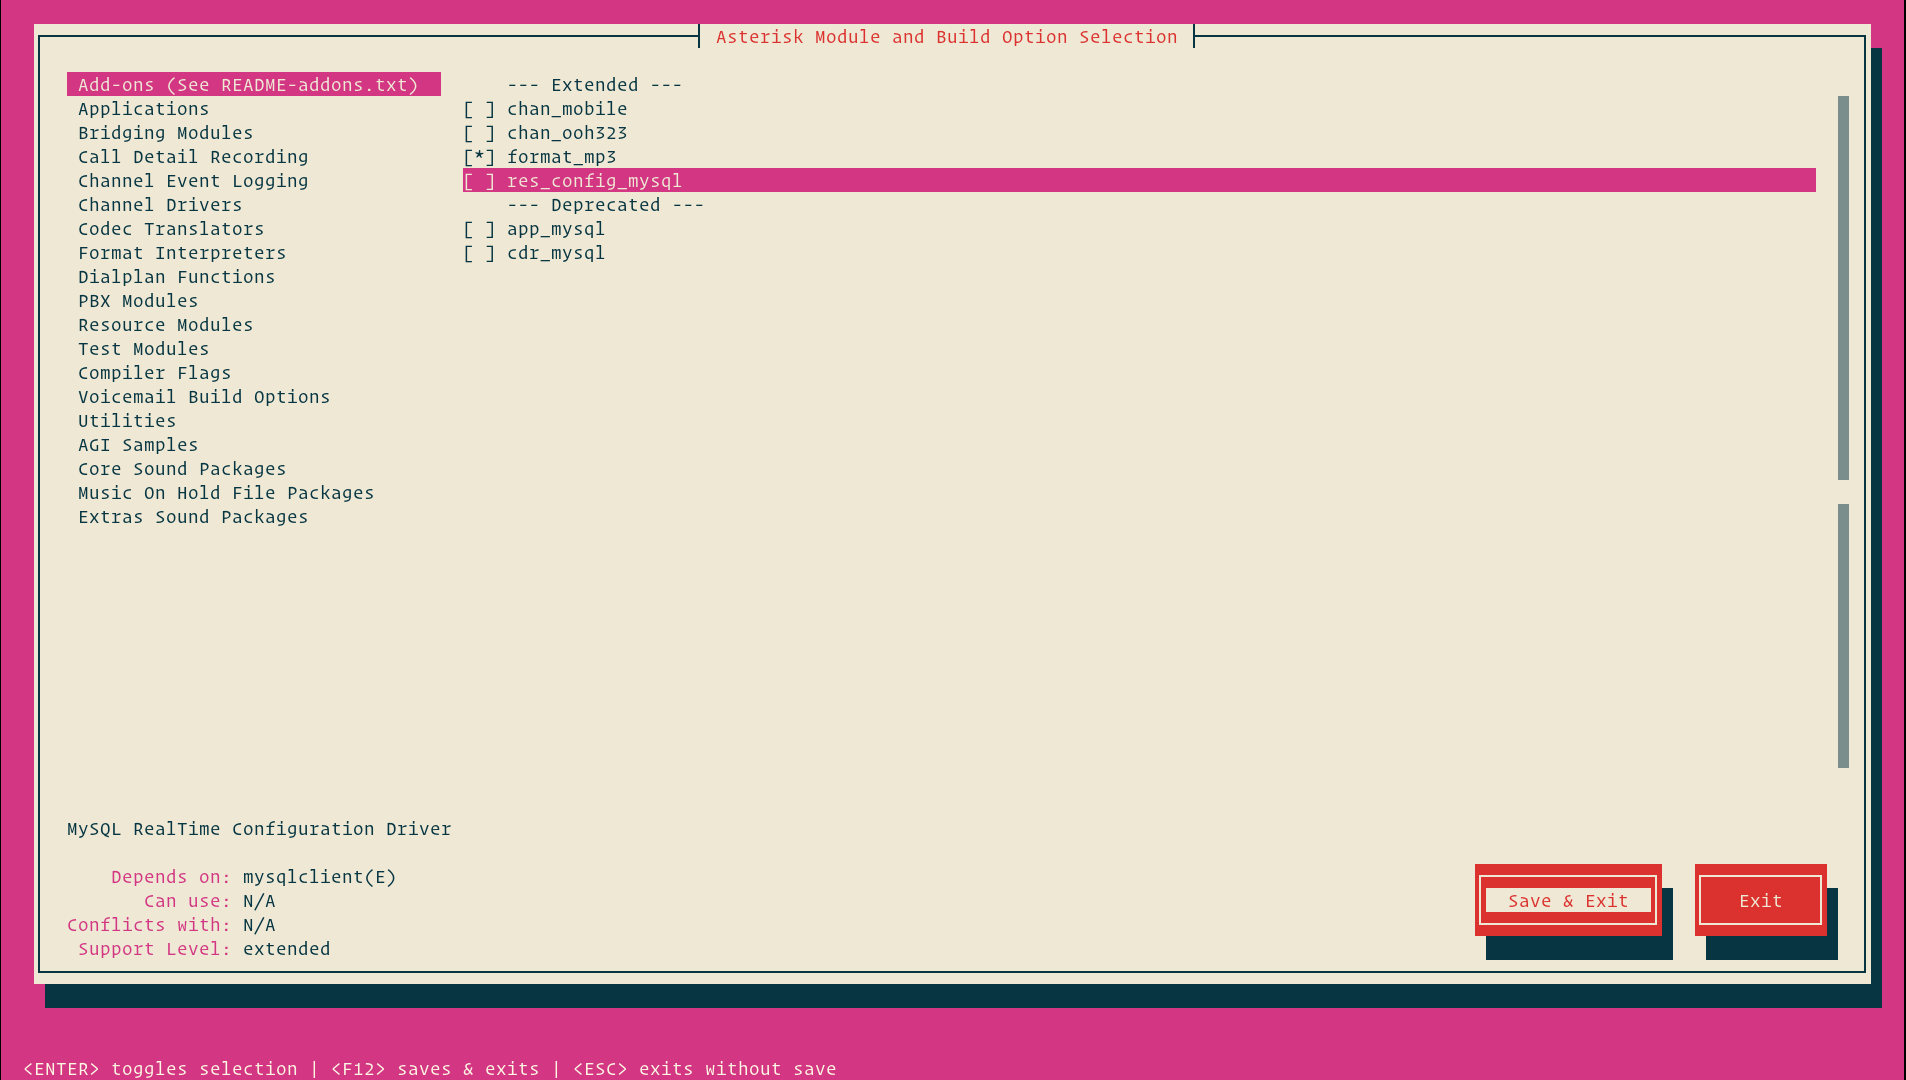 Asterisk Module and Build Option Selection
Add-ons (See README-addons.txt)
Applications
Bridging Modules
Call Detail Recording
Channel Event Logging
Channel Drivers
Codec Translators
Format Interpreters
Dialplan Functions
PBX Modules
Resource Modules
Test Modules
Compiler Flags
Voicemail Build Options
Utilities
AGI Samples
Core Sound Packages
Music On Hold File Packages
Extras Sound Packages
--- Extended ---
[ ] chan_mobile
[ ] chan_ooh323
[*] format_mp3
[ ] res_config_mysql
--- Deprecated ---
[ ] app_mysql
[ ] cdr_mysql
MySQL RealTime Configuration Driver
Depends on: mysqlclient(E)
Can use: N/A
Conflicts with: N/A
Support Level: extended
Save & Exit
Exit
<ENTER> toggles selection | <F12> saves & exits | <ESC> exits without save